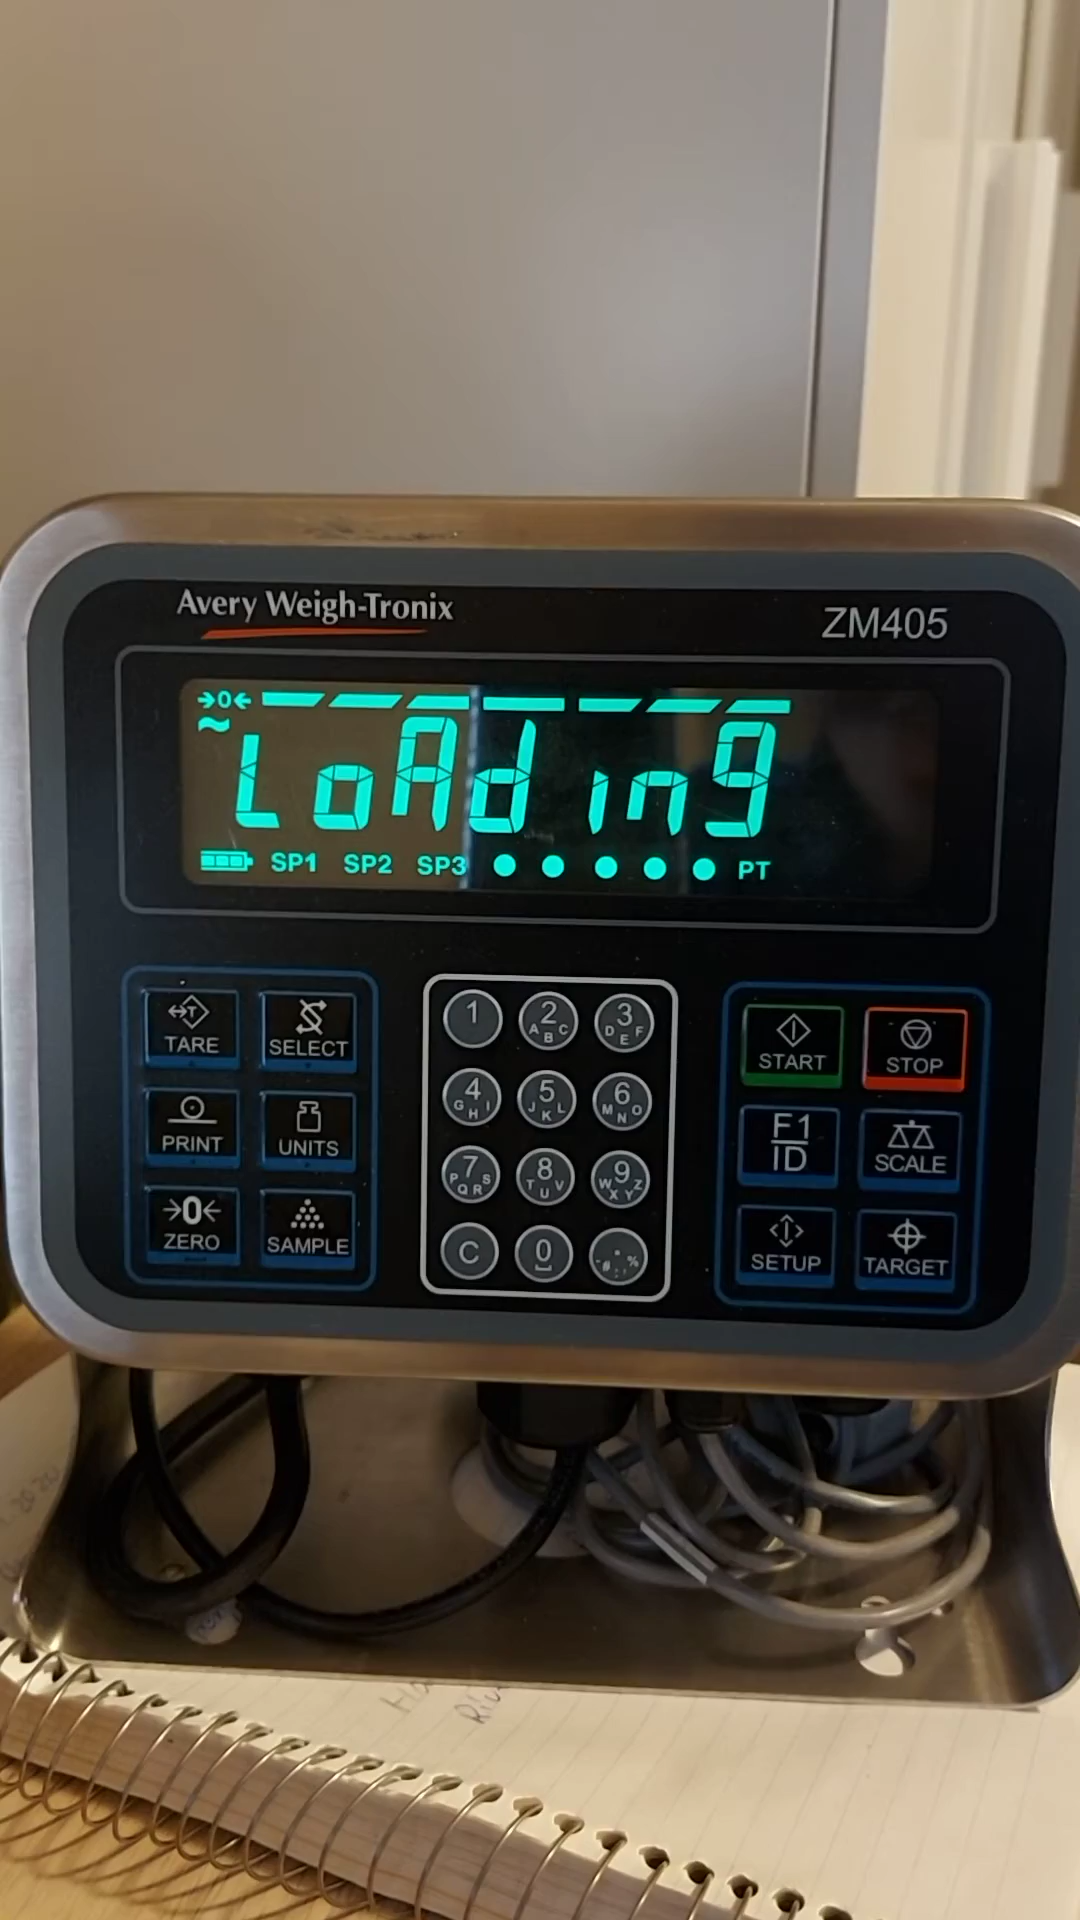 Avery Weigh-Tronix
ZM405
→0←
~
LoAding
SP1 SP2 SP3 PT
TARE SELECT
PRINT UNITS
→0←
ZERO SAMPLE
1 2 ABC 3 DEF
4 GHI 5 JKL 6 MNO
7 PQRS 8 TUV 9 WXYZ
C 0
START STOP
F1
ID SCALE
SETUP TARGET